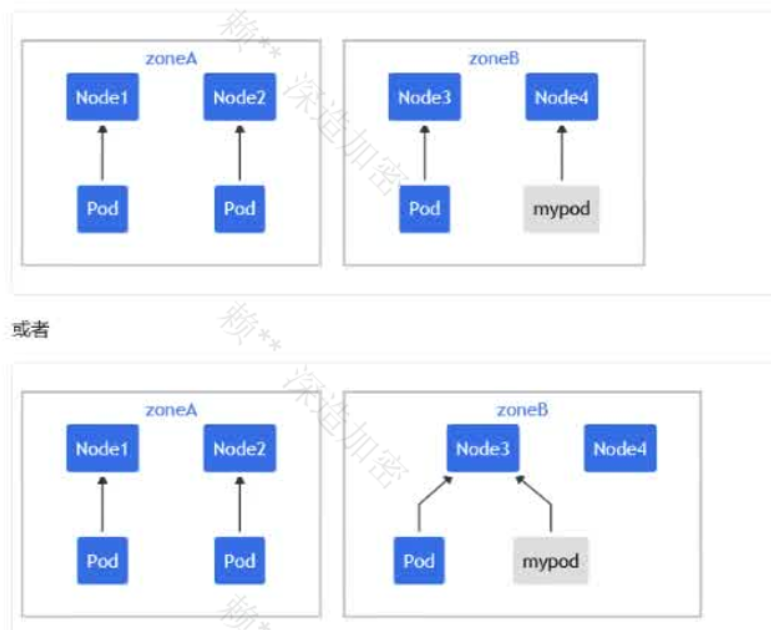 zoneA
zoneB
Node1 Node2 Node3 Node4
Pod Pod Pod mypod
或者
zoneA
zoneB
Node1 Node2 Node3 Node4
Pod Pod Pod mypod
赖** 深造加密
赖** 深造加密